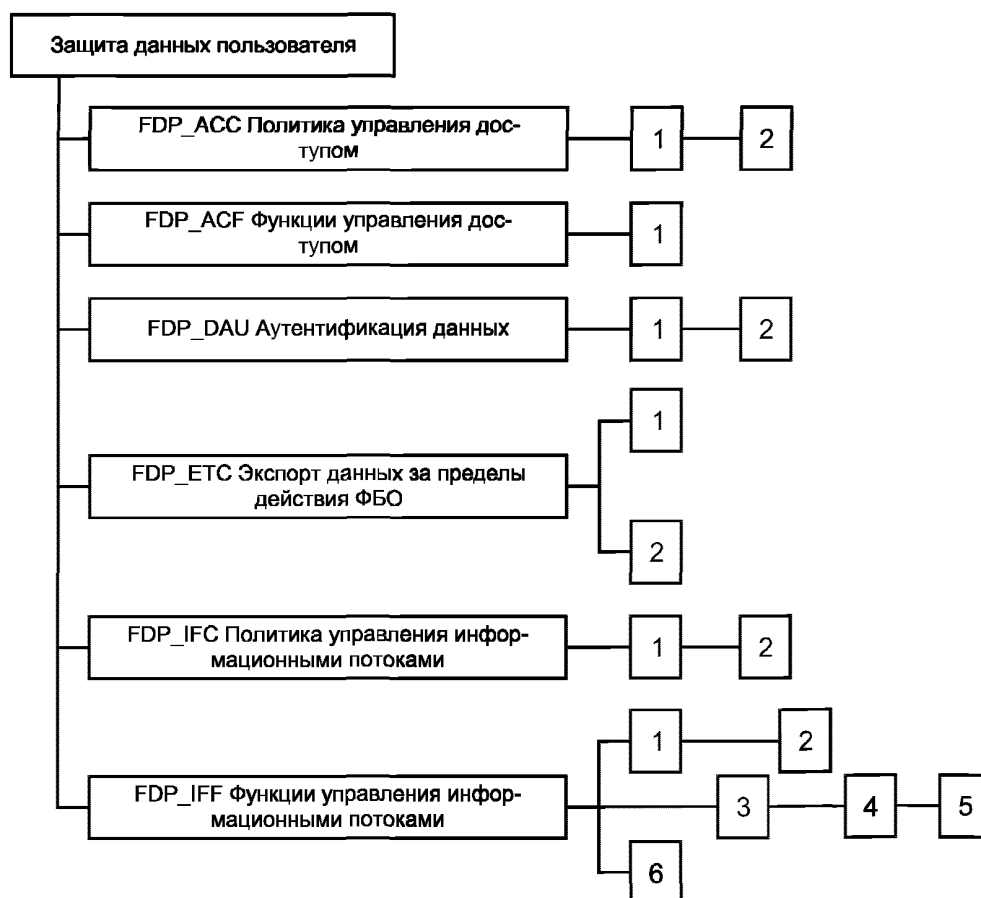 Защита данных пользователя
FDP_ACC Политика управления дос-
тупом
1
2
FDP_ACF Функции управления дос-
тупом
1
FDP_DAU Аутентификация данных
1
2
FDP_ETC Экспорт данных за пределы
действия ФБО
1
2
FDP_IFC Политика управления инфор-
мационными потоками
1
2
FDP_IFF Функции управления инфор-
мационными потоками
1
2
3
4
5
6